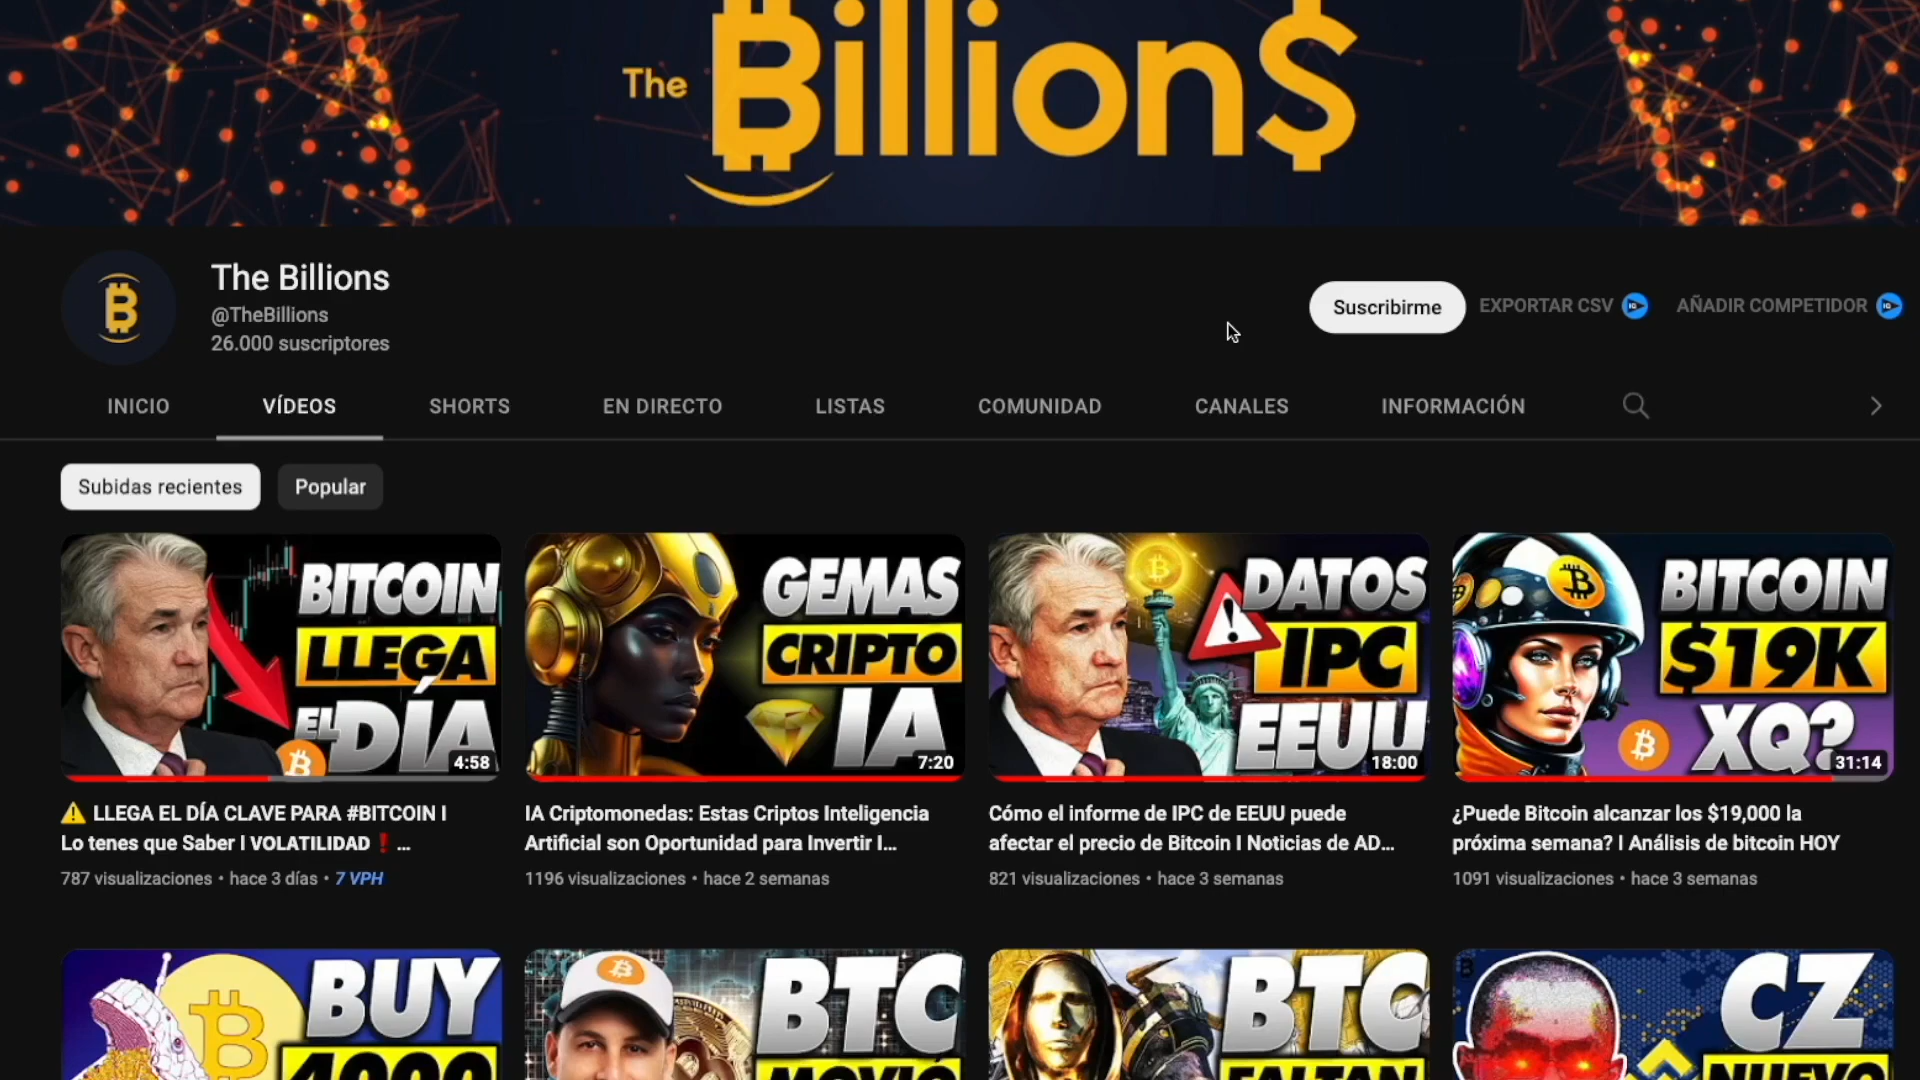 The Billion$
The Billions
@TheBillions
26.000 suscriptores
Suscribirme
EXPORTAR CSV
AÑADIR COMPETIDOR
INICIO
VÍDEOS
SHORTS
EN DIRECTO
LISTAS
COMUNIDAD
CANALES
INFORMACIÓN
Subidas recientes
Popular
BITCOIN
LLEGA
EL DÍA
4:58
GEMAS
CRIPTO
IA
7:20
DATOS
IPC
EEUU
18:00
BITCOIN
$19K
XQ?
31:14
⚠️ LLEGA EL DÍA CLAVE PARA #BITCOIN I
Lo tenes que Saber I VOLATILIDAD ❗ ...
787 visualizaciones • hace 3 días • 7 VPH
IA Criptomonedas: Estas Criptos Inteligencia
Artificial son Oportunidad para Invertir I...
1196 visualizaciones • hace 2 semanas
Cómo el informe de IPC de EEUU puede
afectar el precio de Bitcoin I Noticias de AD...
821 visualizaciones • hace 3 semanas
¿Puede Bitcoin alcanzar los $19,000 la
próxima semana? I Análisis de bitcoin HOY
1091 visualizaciones • hace 3 semanas
BUY
4000
BTC
MOVIÓ
BTC
FALTAN
CZ
NUEVO